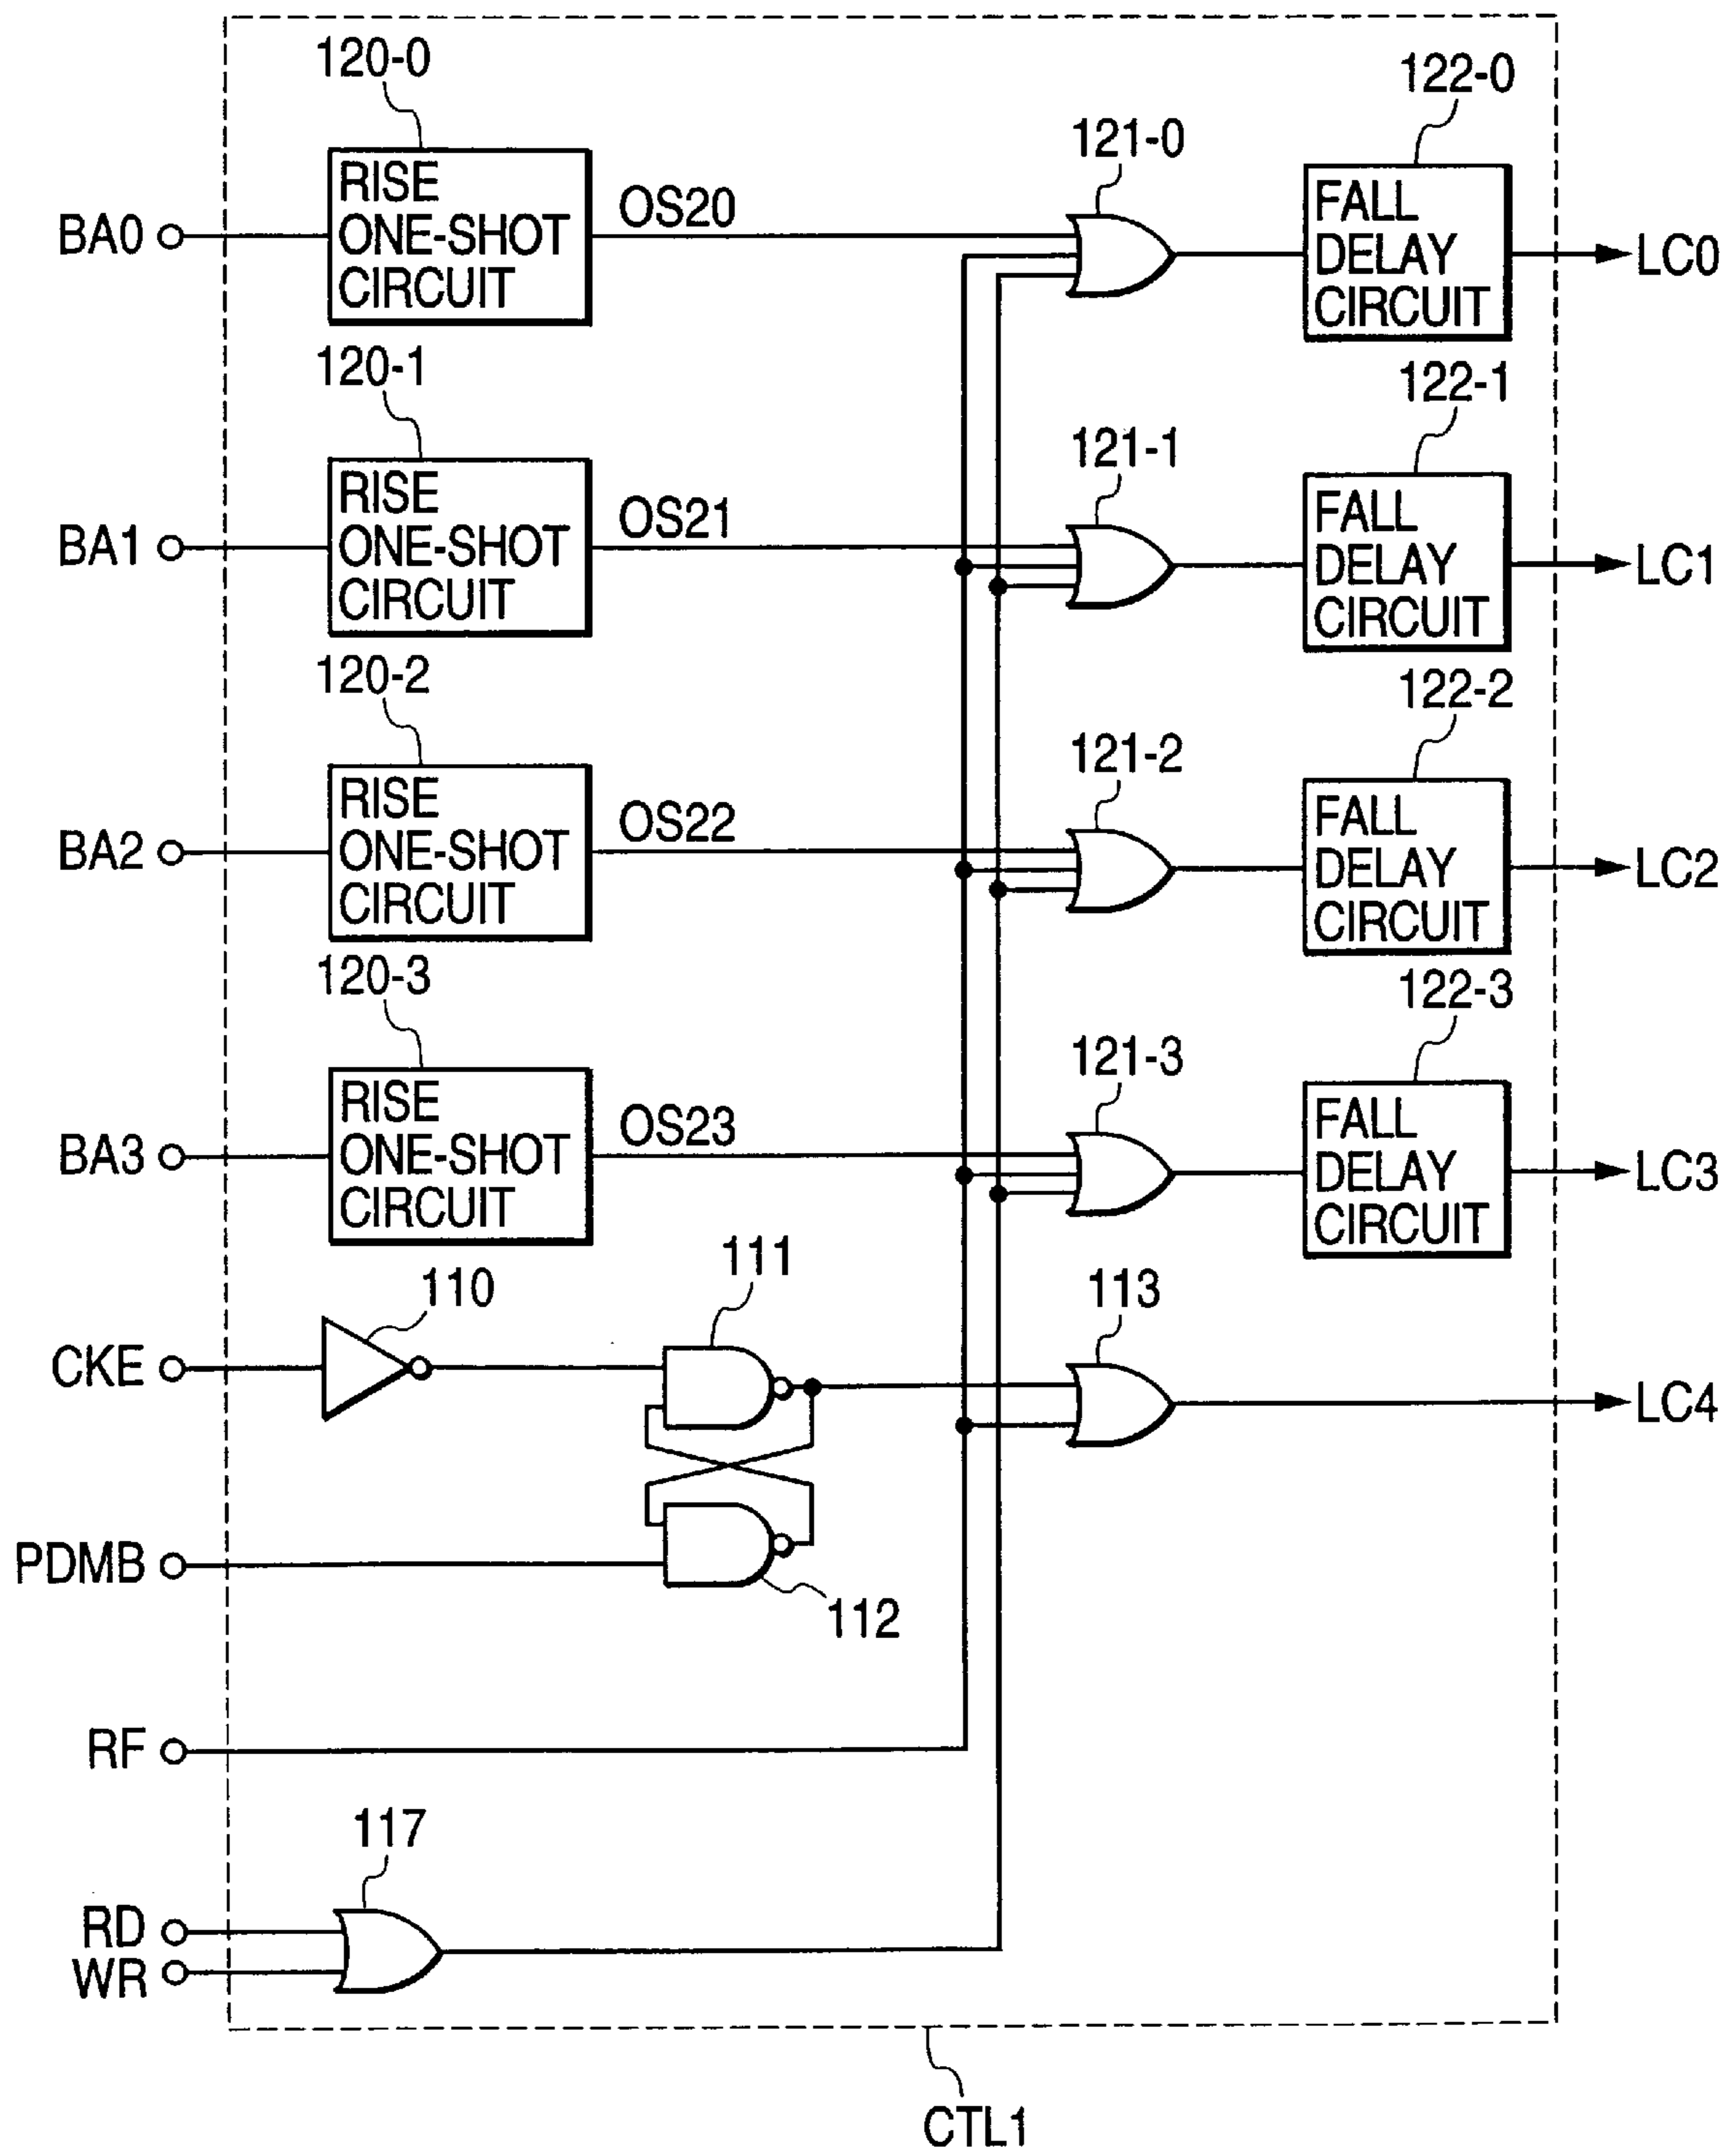 120-0
122-0
121-0
RISE
ONE-SHOT
CIRCUIT
OS20
BA0
FALL
DELAY
CIRCUIT
LC0
120-1
122-1
121-1
RISE
ONE-SHOT
CIRCUIT
OS21
BA1
FALL
DELAY
CIRCUIT
LC1
120-2
122-2
121-2
RISE
ONE-SHOT
CIRCUIT
OS22
BA2
FALL
DELAY
CIRCUIT
LC2
120-3
122-3
121-3
RISE
ONE-SHOT
CIRCUIT
OS23
BA3
FALL
DELAY
CIRCUIT
LC3
110
111
113
CKE
LC4
PDMB
112
RF
117
RD
WR
CTL1